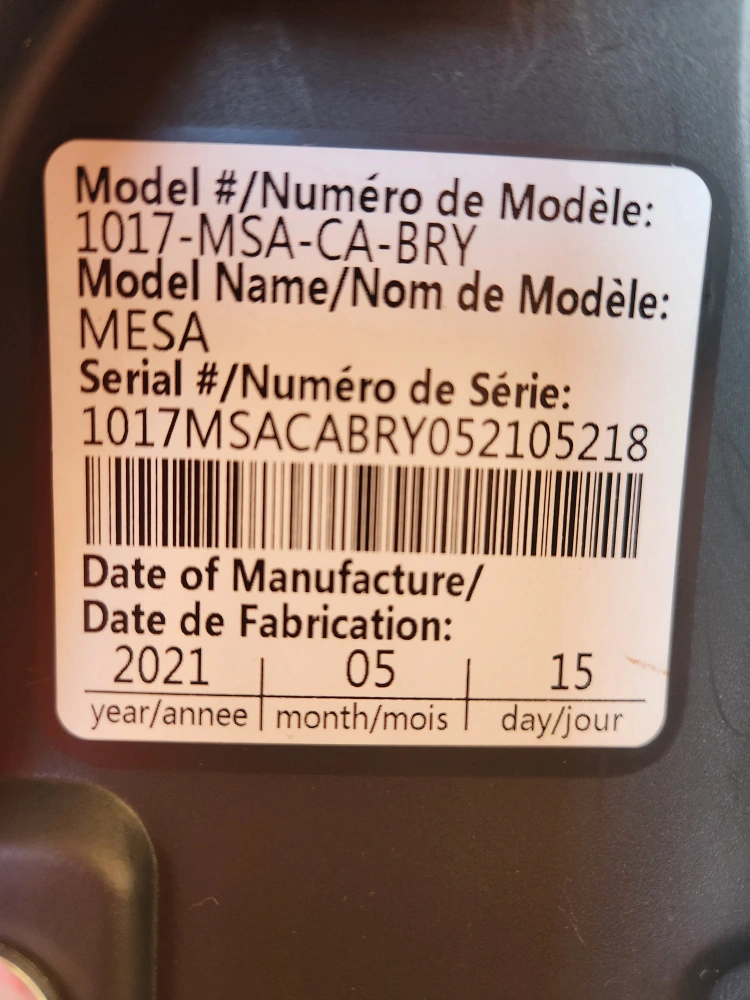 Model #/Numéro de Modèle:
1017-MSA-CA-BRY
Model Name/Nom de Modèle:
MESA
Serial #/Numéro de Série:
1017MSACABRY052105218
Date of Manufacture/
Date de Fabrication:
2021 05 15
year/annee month/mois day/jour